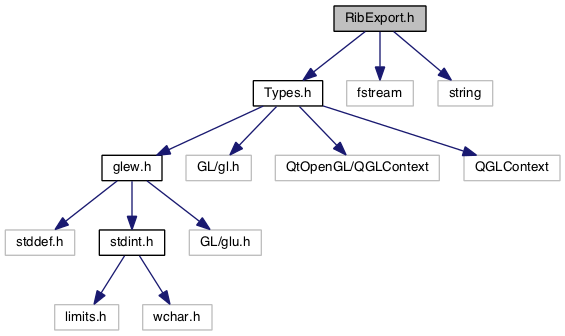 RibExport.h
Types.h
fstream
string
glew.h
GL/gl.h
QtOpenGL/QGLContext
QGLContext
stddef.h
stdint.h
GL/glu.h
limits.h
wchar.h